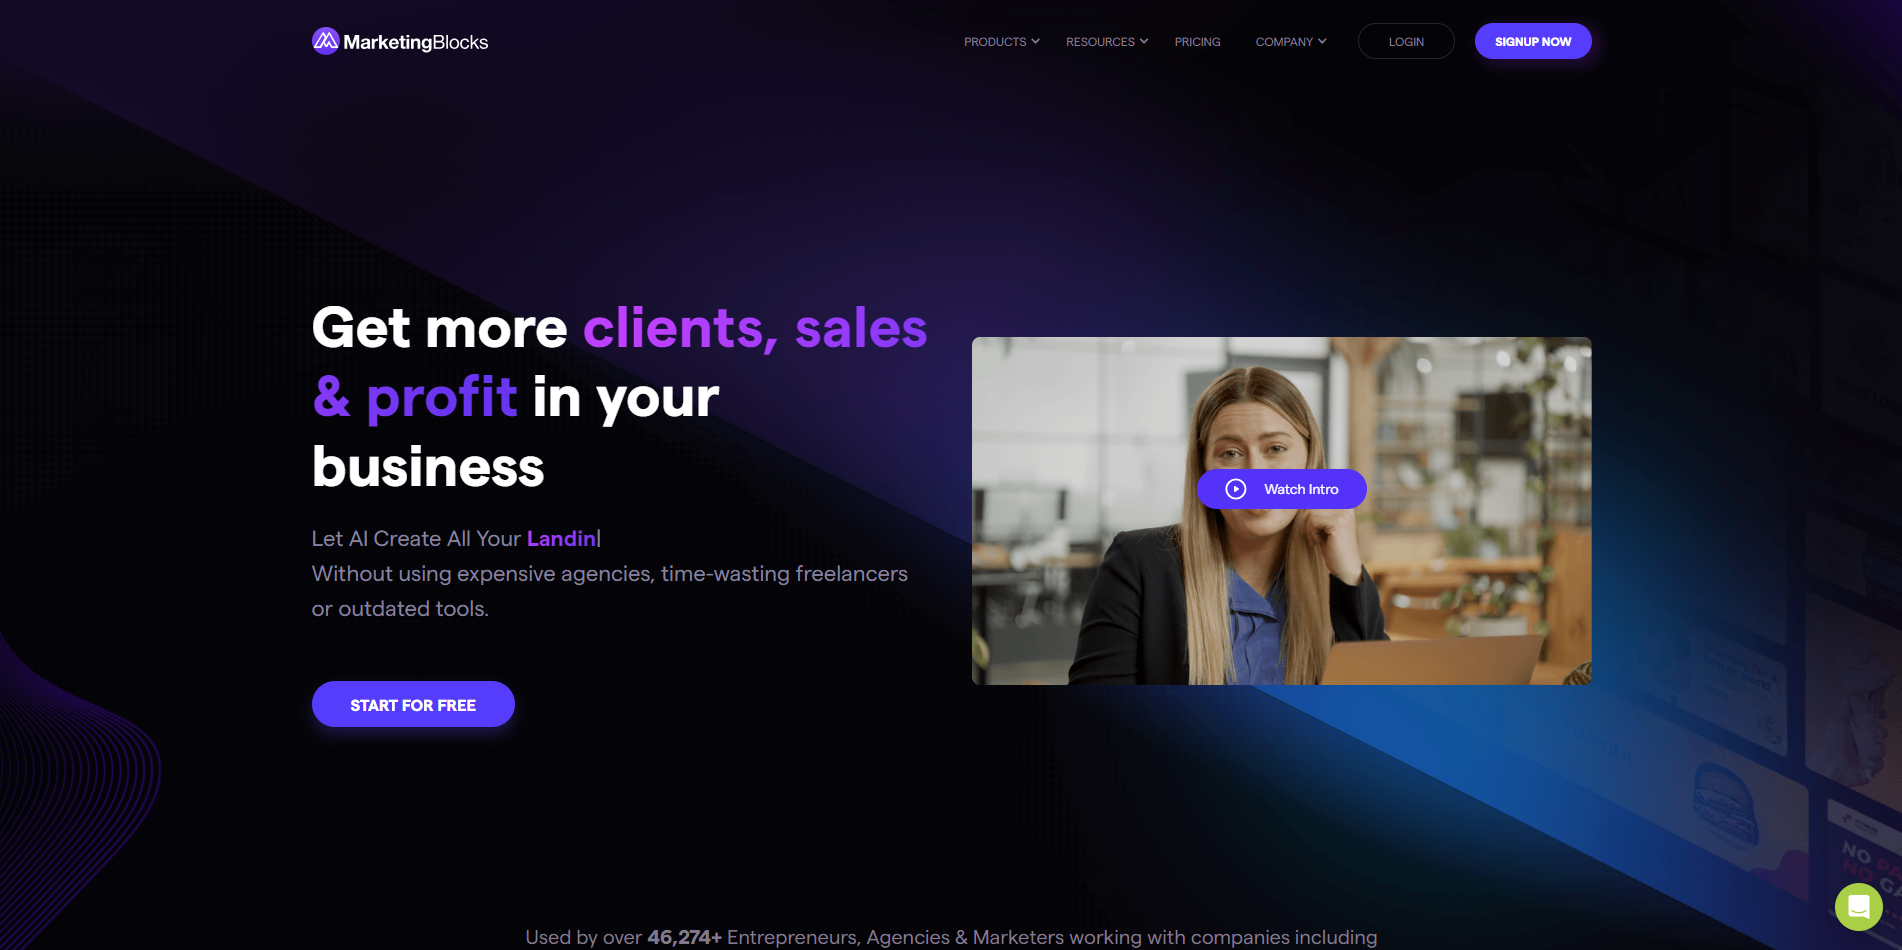 MarketingBlocks
PRODUCTS
RESOURCES
PRICING
COMPANY
LOGIN
SIGNUP NOW
Get more clients, sales
& profit in your
business
Let AI Create All Your Landin
Without using expensive agencies, time-wasting freelancers
or outdated tools.
START FOR FREE
Watch Intro
NO
NO
Used by over 46,274+ Entrepreneurs, Agencies & Marketers working with companies including